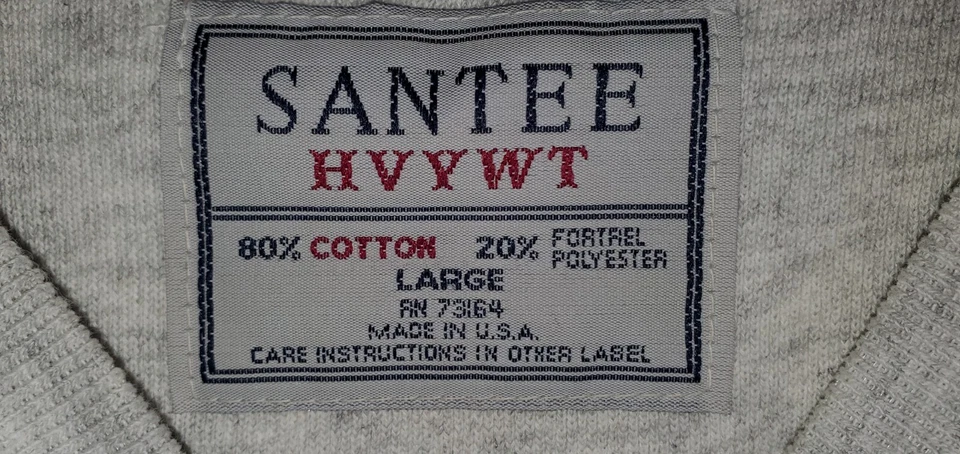 SANTEE
HVYWT
80% COTTON 20% FORTREL POLYESTER
LARGE
RN 73164
MADE IN U.S.A.
CARE INSTRUCTIONS IN OTHER LABEL